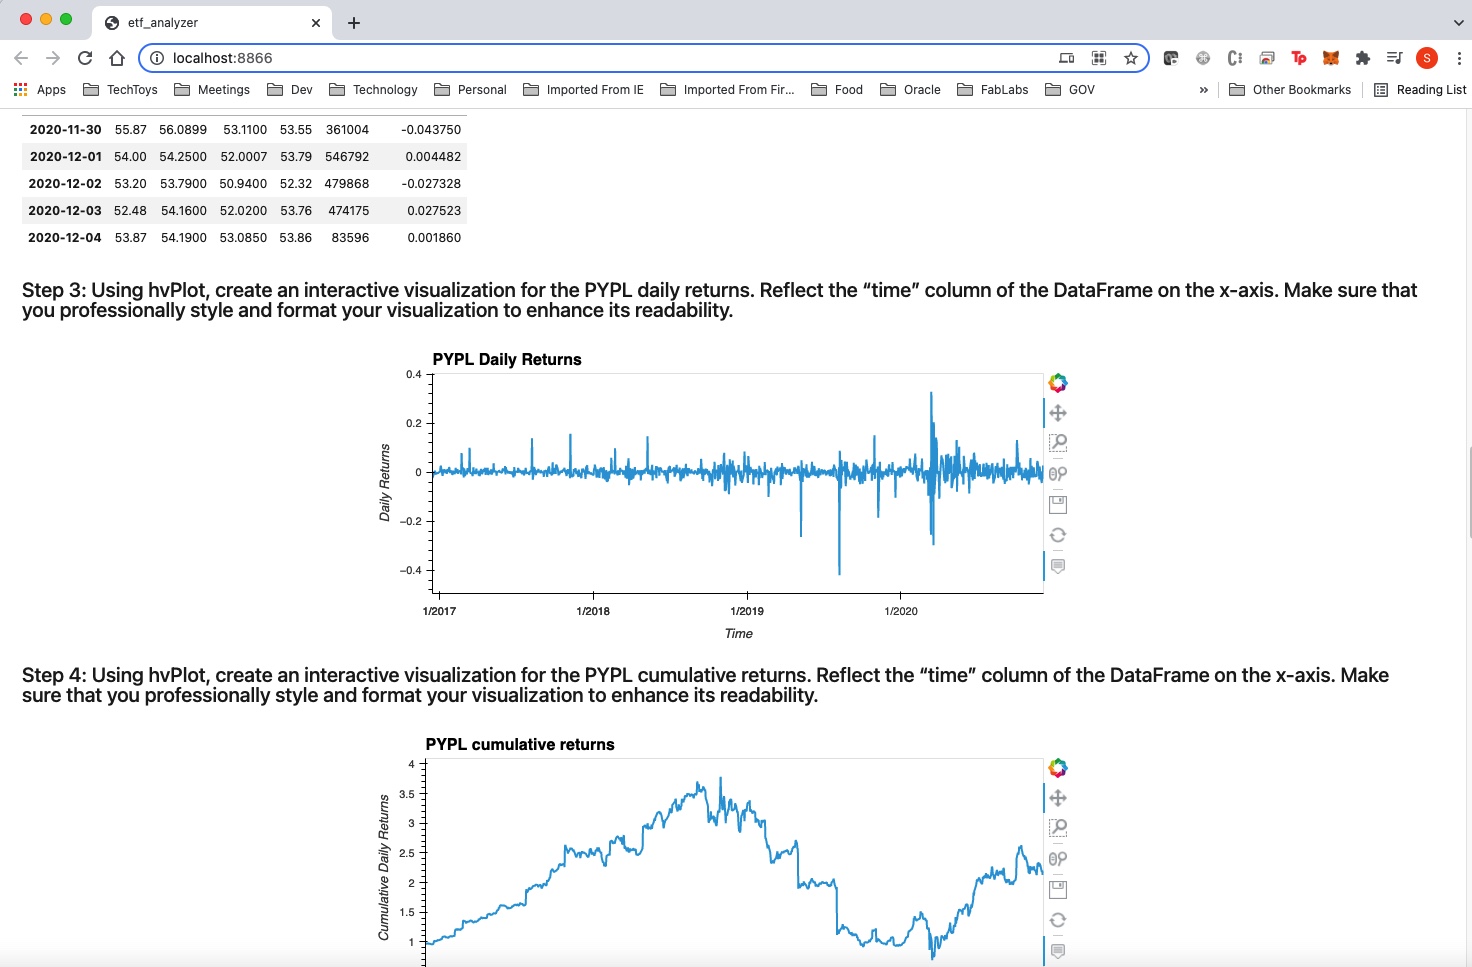 etf_analyzer
localhost:8866
Tp
S
Apps TechToys Meetings Dev Technology Personal Imported From IE Imported From Fir... Food Oracle FabLabs GOV » Other Bookmarks Reading List
2020-11-30 55.87 56.0899 53.1100 53.55 361004 -0.043750
2020-12-01 54.00 54.2500 52.0007 53.79 546792 0.004482
2020-12-02 53.20 53.7900 50.9400 52.32 479868 -0.027328
2020-12-03 52.48 54.1600 52.0200 53.76 474175 0.027523
2020-12-04 53.87 54.1900 53.0850 53.86 83596 0.001860
Step 3: Using hvPlot, create an interactive visualization for the PYPL daily returns. Reflect the “time” column of the DataFrame on the x-axis. Make sure that
you professionally style and format your visualization to enhance its readability.
PYPL Daily Returns
0.4
0.2
0
−0.2
−0.4
Daily Returns
1/2017 1/2018 1/2019 1/2020
Time
Step 4: Using hvPlot, create an interactive visualization for the PYPL cumulative returns. Reflect the “time” column of the DataFrame on the x-axis. Make
sure that you professionally style and format your visualization to enhance its readability.
PYPL cumulative returns
4
3.5
3
2.5
2
1.5
1
Cumulative Daily Returns